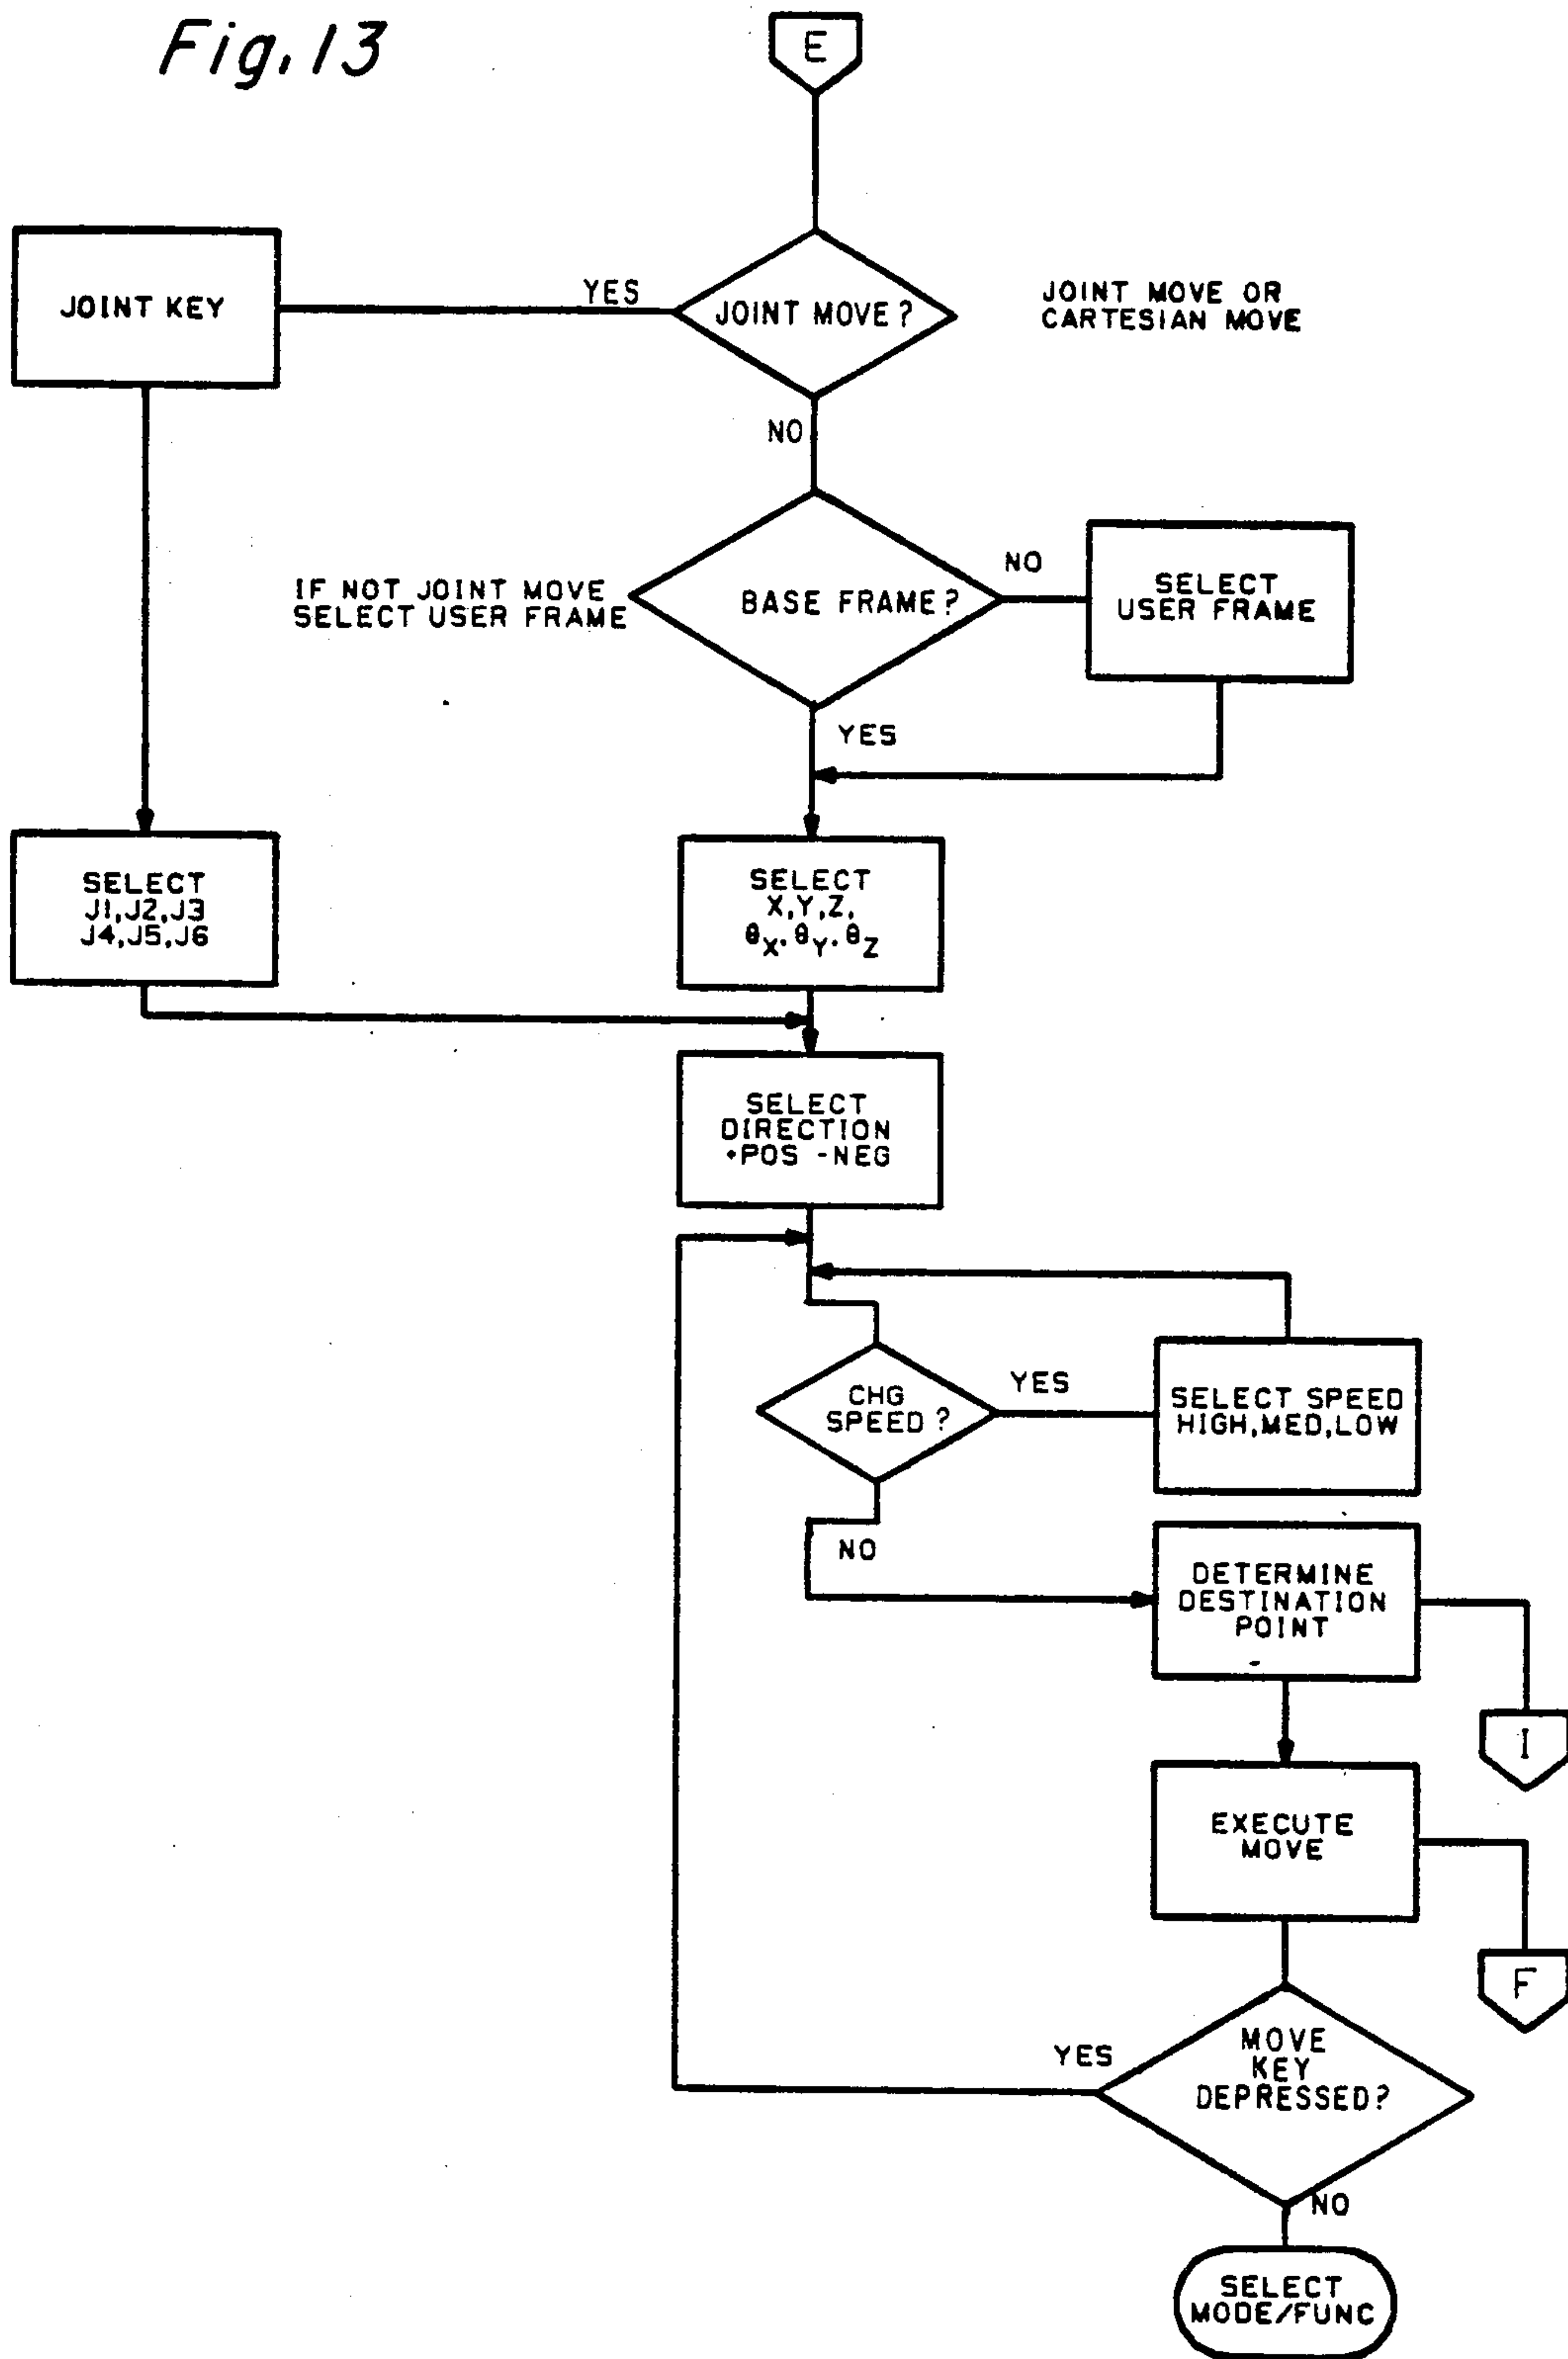 Fig. 13
E
JOINT KEY
YES
JOINT MOVE?
JOINT MOVE OR
CARTESIAN MOVE
NO
IF NOT JOINT MOVE
SELECT USER FRAME
BASE FRAME?
NO
SELECT
USER FRAME
YES
SELECT
J1,J2,J3
J4,J5,J6
SELECT
X,Y,Z,
θX, θY, θZ
SELECT
DIRECTION
+POS -NEG
CHG
SPEED?
YES
SELECT SPEED
HIGH,MED,LOW
NO
DETERMINE
DESTINATION
POINT
I
EXECUTE
MOVE
F
YES
MOVE
KEY
DEPRESSED?
NO
SELECT
MODE/FUNC